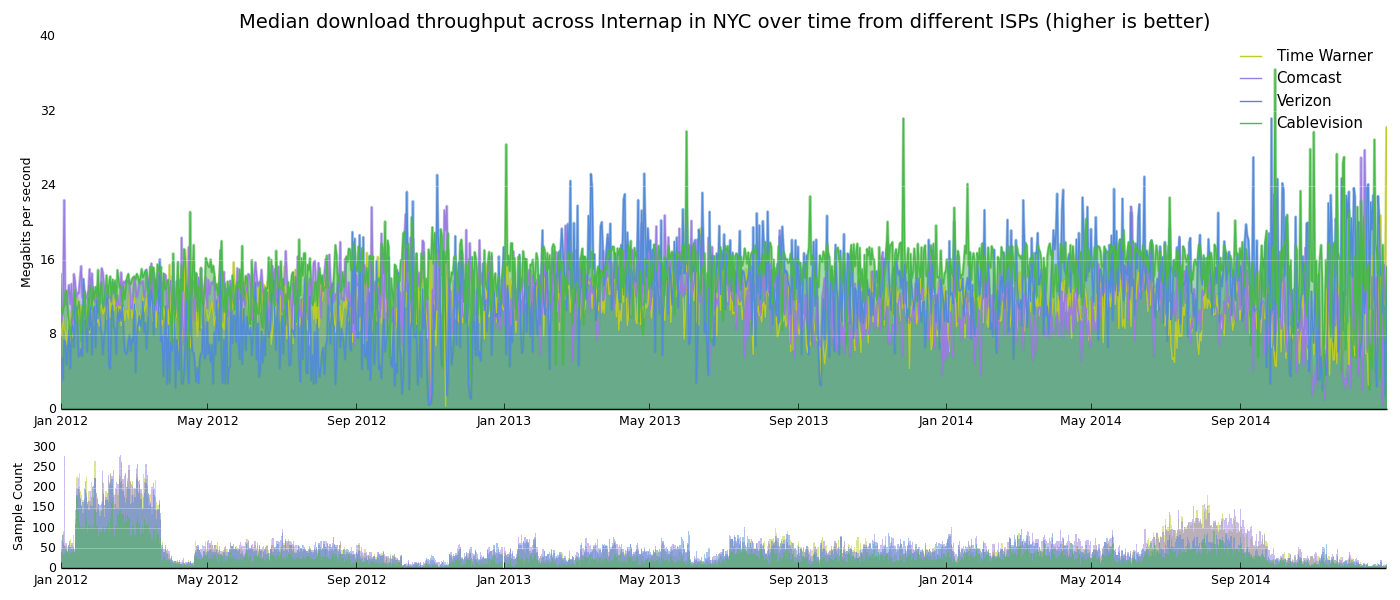 Median download throughput across Internap in NYC over time from different ISPs (higher is better)
40
32
24
16
8
0
Megabits per second
Time Warner
Comcast
Verizon
Cablevision
Jan 2012 May 2012 Sep 2012 Jan 2013 May 2013 Sep 2013 Jan 2014 May 2014 Sep 2014
300
250
200
150
100
50
0
Sample Count
Jan 2012 May 2012 Sep 2012 Jan 2013 May 2013 Sep 2013 Jan 2014 May 2014 Sep 2014